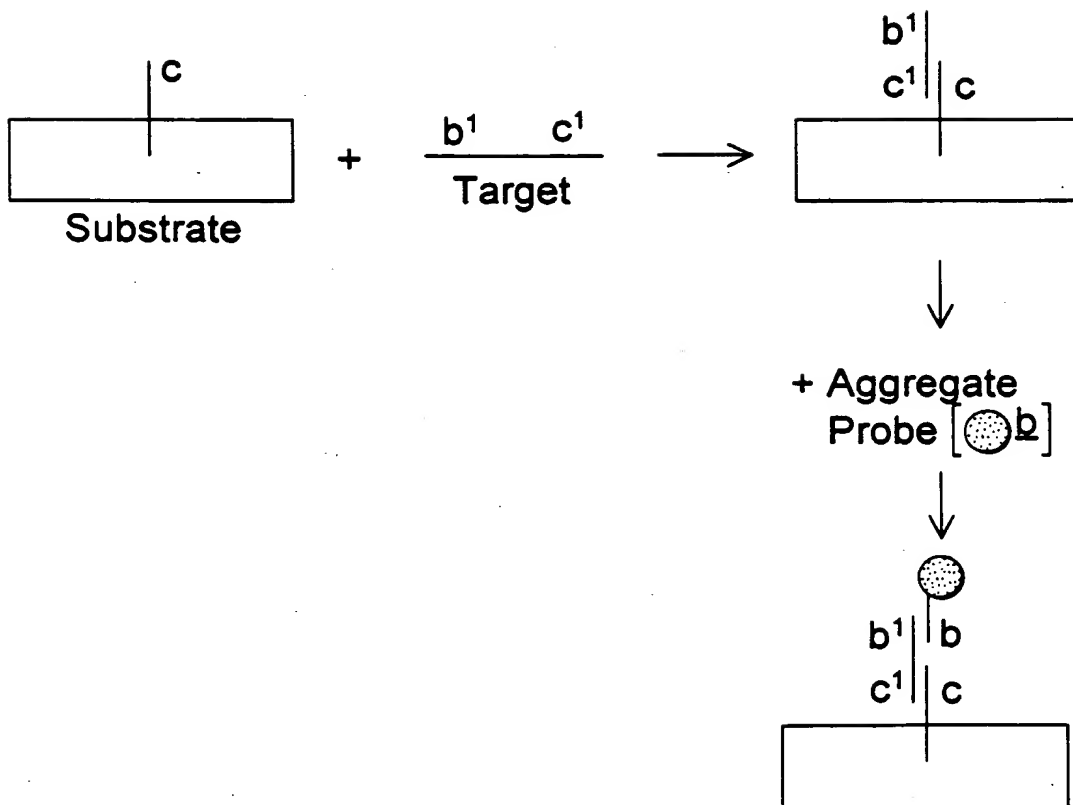 c
+
b¹ c¹
Target
Substrate
b¹
c¹ c
+ Aggregate
Probe [ b ]
b¹ b
c¹ c